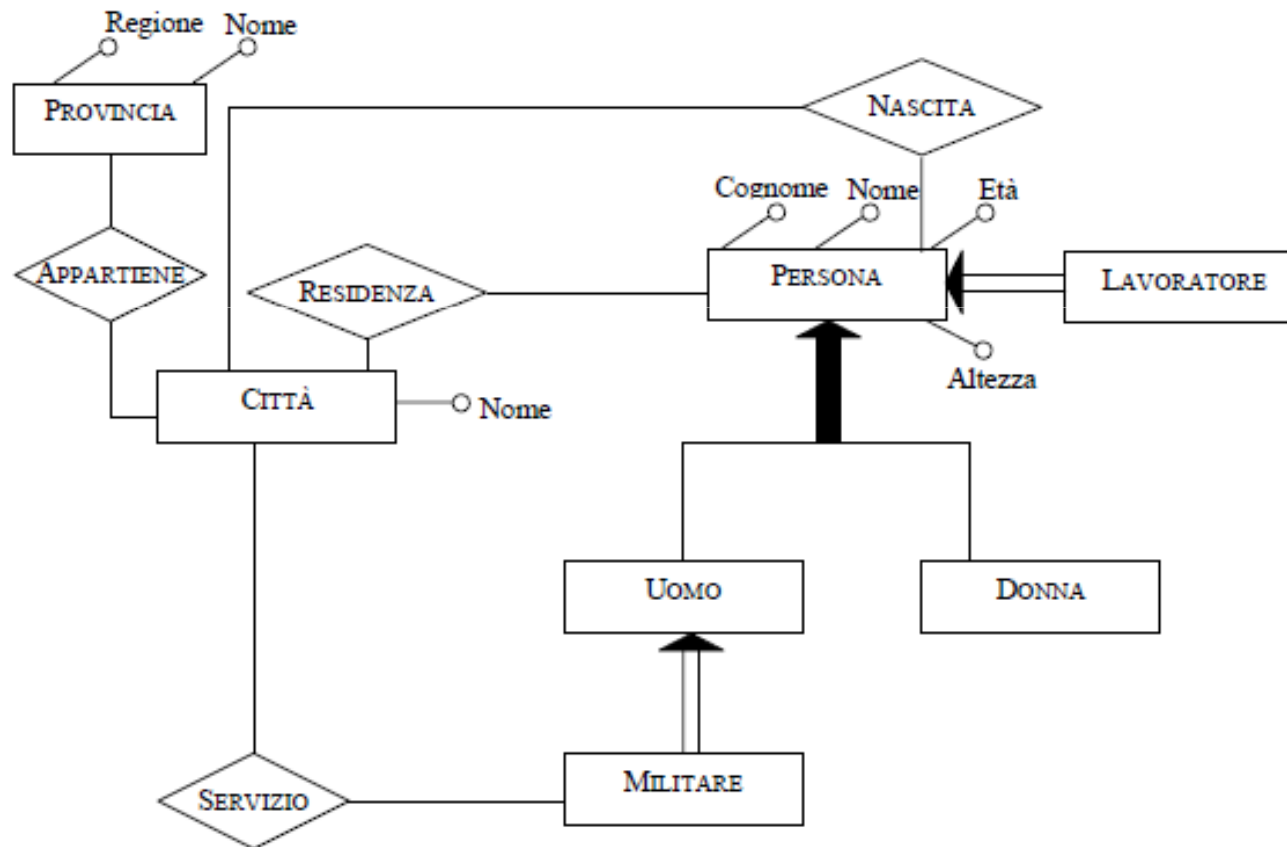 Regione
Nome
PROVINCIA
NASCITA
Cognome
Nome
Età
APPARTIENE
RESIDENZA
PERSONA
LAVORATORE
Altezza
CITTÀ
Nome
UOMO
DONNA
MILITARE
SERVIZIO